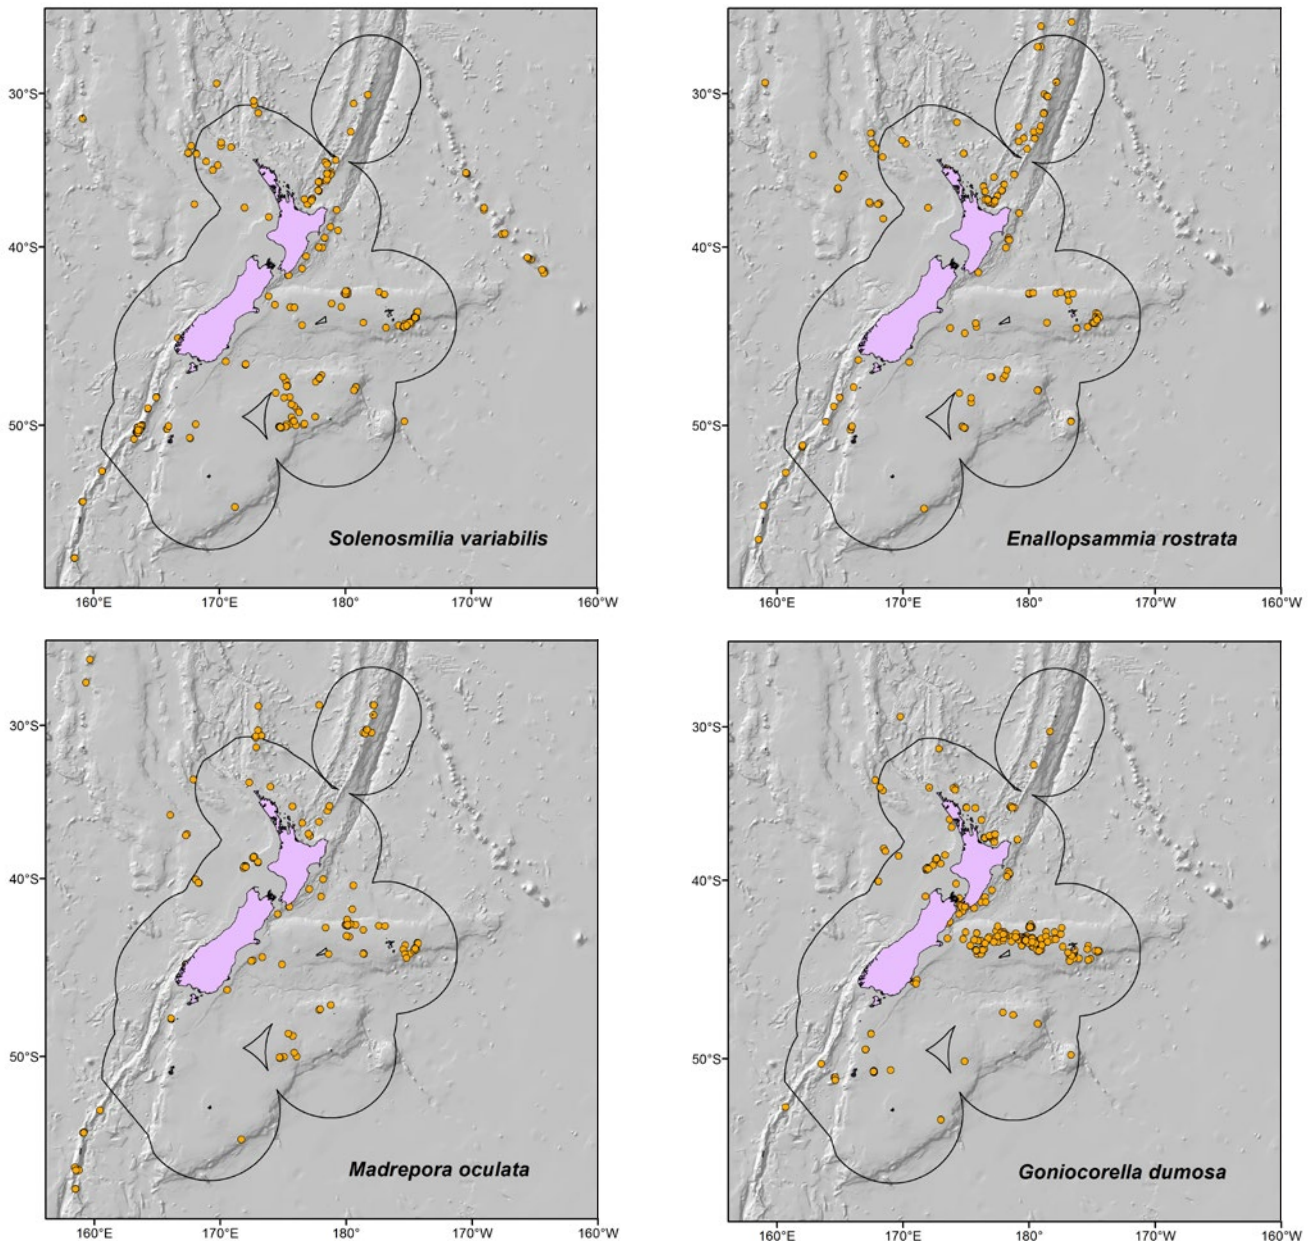 30°S
30°S
40°S
40°S
50°S
50°S
Solenosmilia variabilis
Enallopsammia rostrata
160°E 170°E 180° 170°W 160°W
160°E 170°E 180° 170°W 160°W
30°S
30°S
40°S
40°S
50°S
50°S
Madrepora oculata
Goniocorella dumosa
160°E 170°E 180° 170°W 160°W
160°E 170°E 180° 170°W 160°W